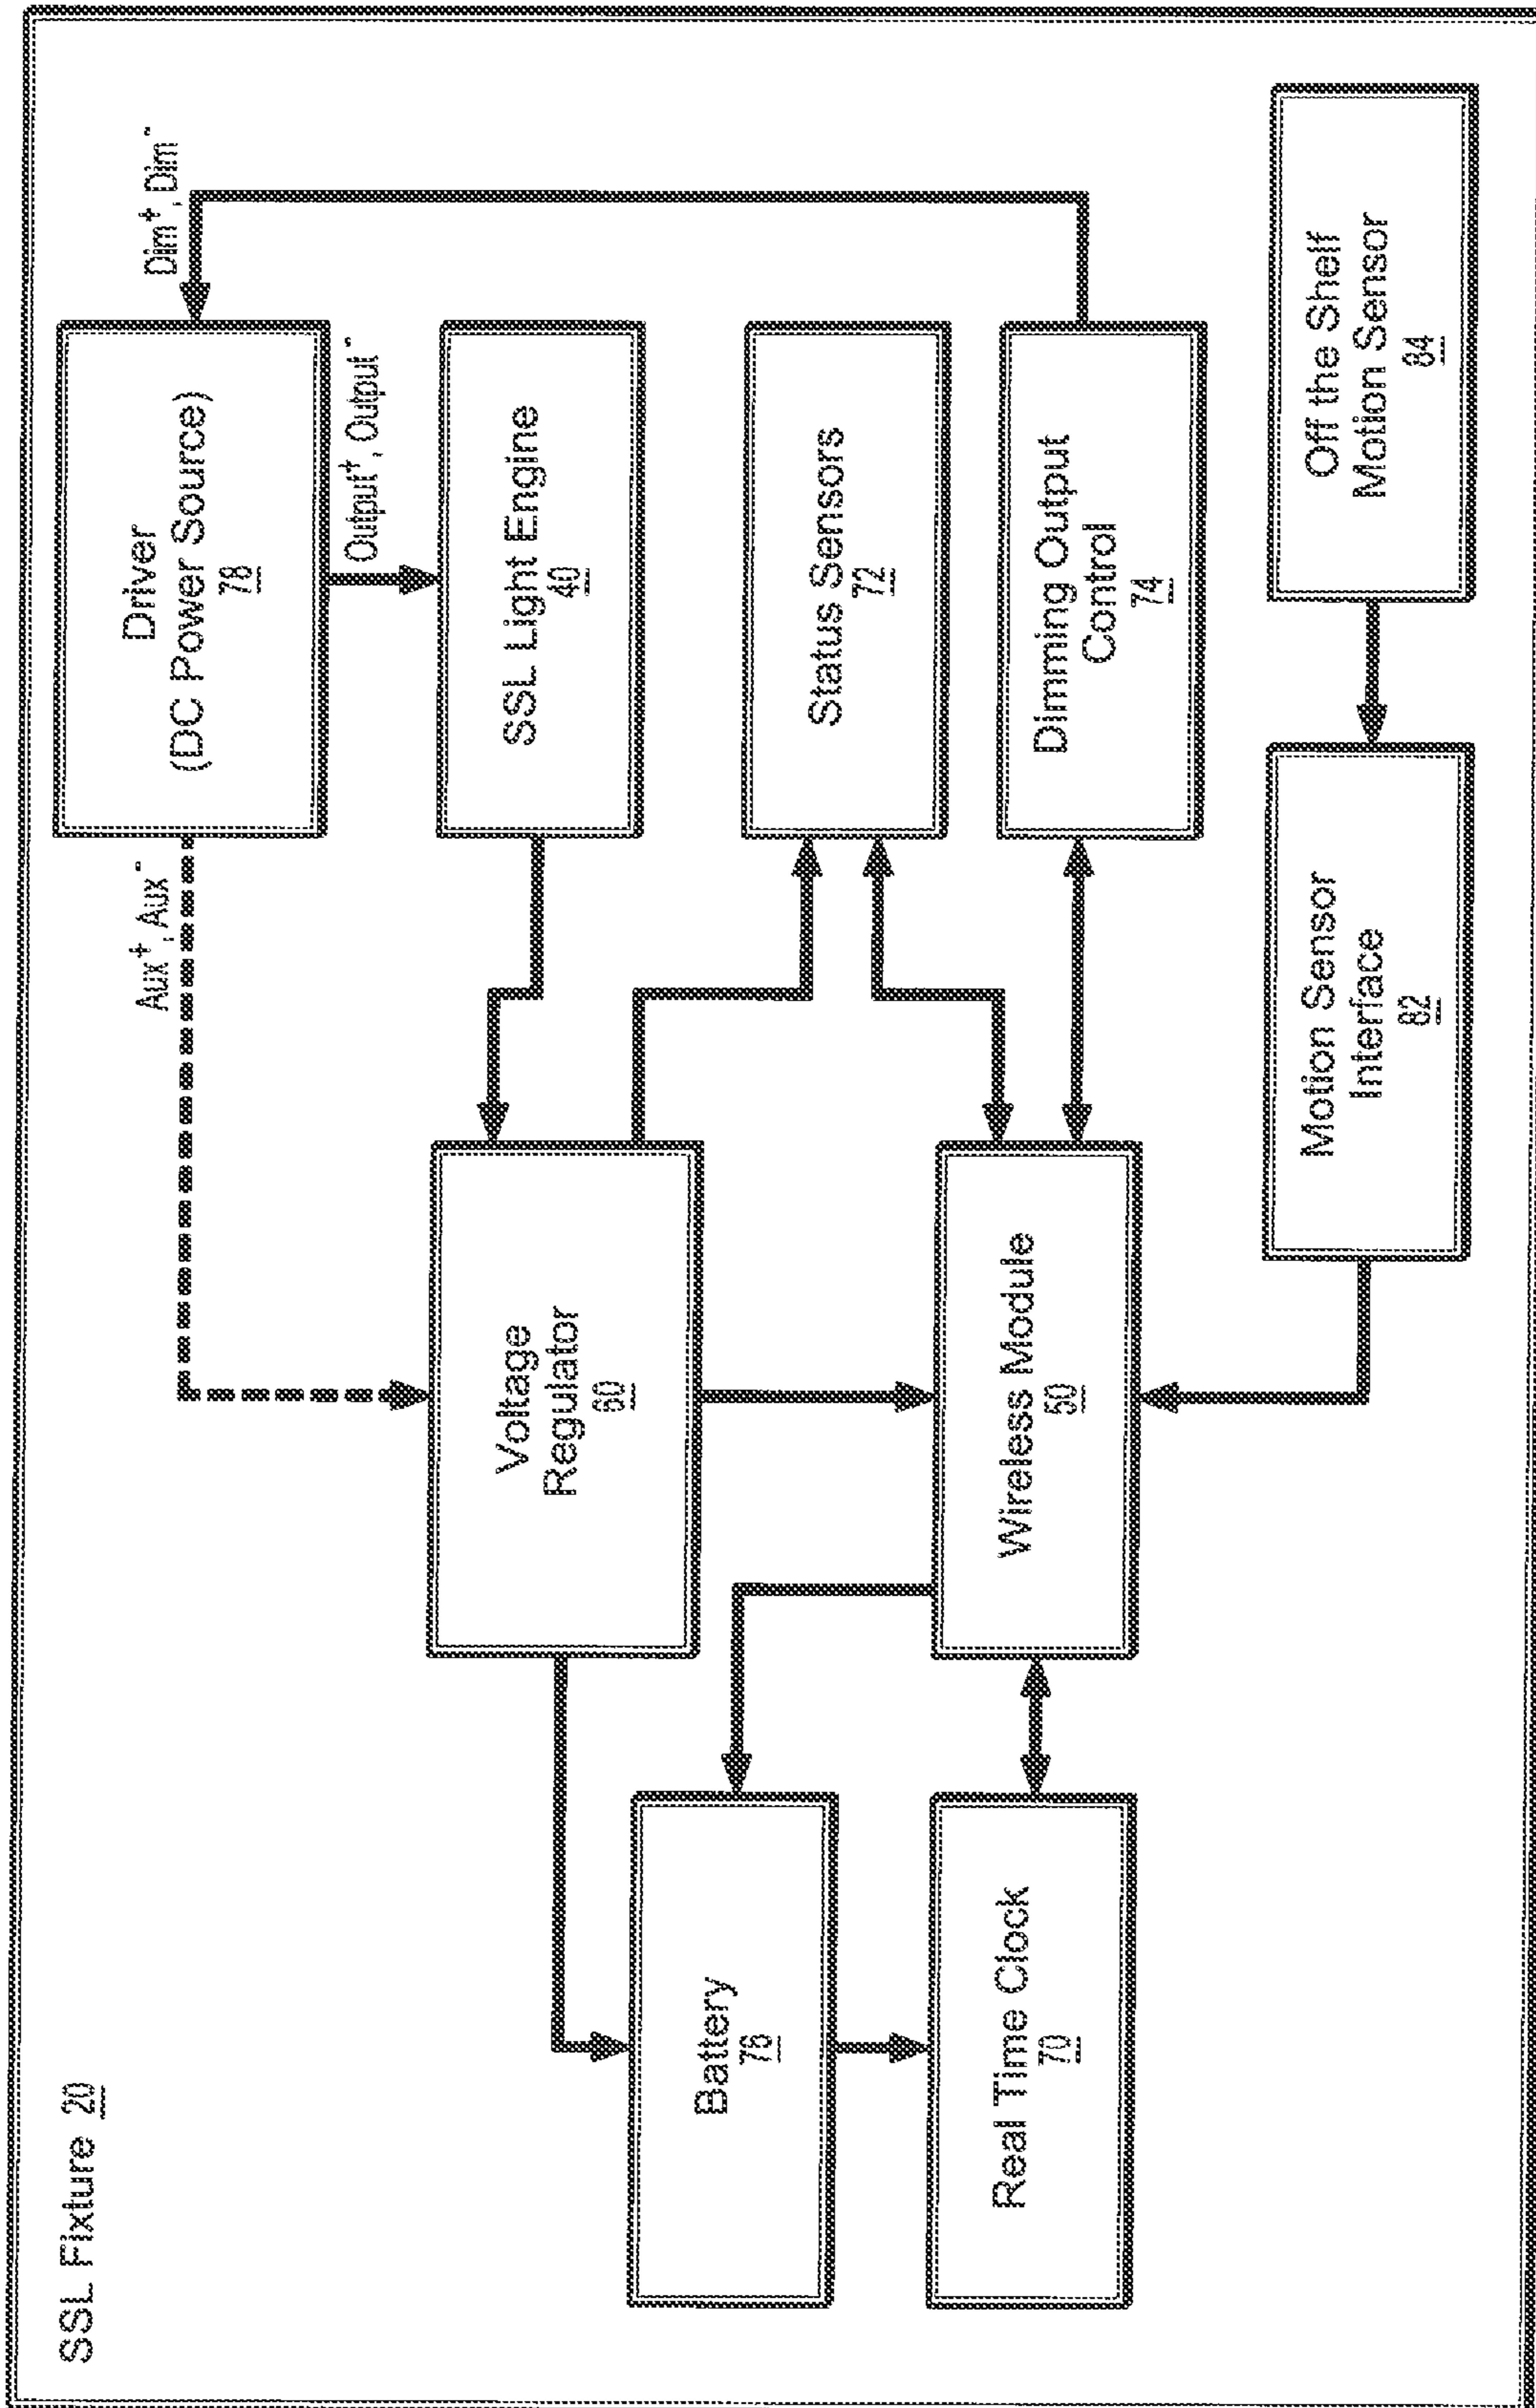 SSL Fixture 20
Aux+, Aux-
Driver
(DC Power Source)
78
Dim+, Dim-
Output+, Output-
SSL Light Engine
40
Voltage
Regulator
60
Battery
76
Status Sensors
72
Wireless Module
50
Real Time Clock
70
Dimming Output
Control
74
Motion Sensor
Interface
82
Off the Shelf
Motion Sensor
84